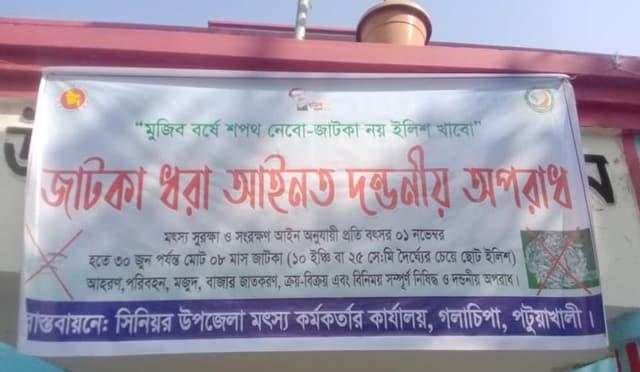 “মুজিব বর্ষে শপথ নেবো-জাটকা নয় ইলিশ খাবো”
জাটকা ধরা আইনত দন্ডনীয় অপরাধ
মৎস্য সুরক্ষা ও সংরক্ষণ আইন অনুযায়ী প্রতি বৎসর ০১ নভেম্বর
হতে ৩০ জুন পর্যন্ত মোট ০৮ মাস জাটকা (১০ ইঞ্চি বা ২৫ সে:মি দৈর্ঘ্যের চেয়ে ছোট ইলিশ)
আহরণ,পরিবহন, মজুদ, বাজার জাতকরণ, ক্রয়-বিক্রয় এবং বিনিময় সম্পূর্ণ নিষিদ্ধ ও দন্ডনীয় অপরাধ।
বাস্তবায়নে: সিনিয়র উপজেলা মৎস্য কর্মকর্তার কার্যালয়, গলাচিপা, পটুয়াখালী।